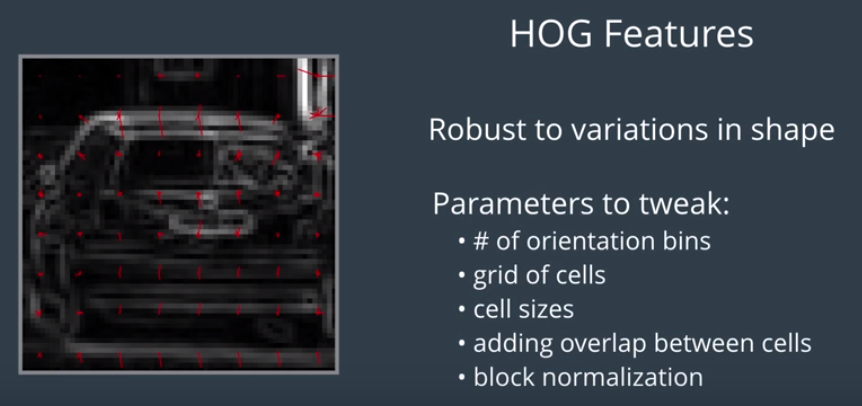 HOG Features
Robust to variations in shape
Parameters to tweak:
• # of orientation bins
• grid of cells
• cell sizes
• adding overlap between cells
• block normalization